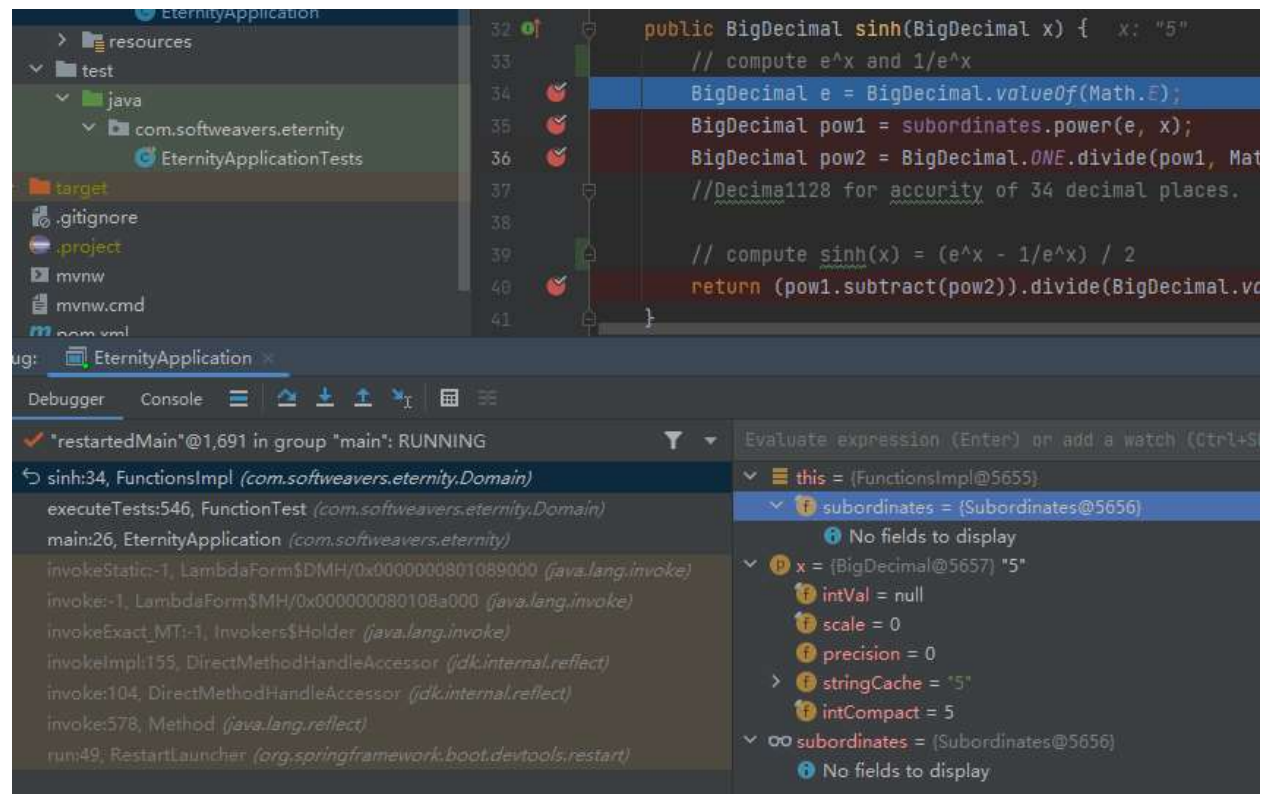 EternityApplication
resources
test
java
com.softweavers.eternity
EternityApplicationTests
target
.gitignore
.project
mvnw
mvnw.cmd
pom.xml
32 public BigDecimal sinh(BigDecimal x) { x: "5"
33 // compute e^x and 1/e^x
34 BigDecimal e = BigDecimal.valueOf(Math.E);
35 BigDecimal pow1 = subordinates.power(e, x);
36 BigDecimal pow2 = BigDecimal.ONE.divide(pow1, Mat
37 //Decima1128 for accurity of 34 decimal places.
38
39 // compute sinh(x) = (e^x - 1/e^x) / 2
40 return (pow1.subtract(pow2)).divide(BigDecimal.va
41 }
ug: EternityApplication
Debugger Console
"restartedMain"@1,691 in group "main": RUNNING
sinh:34, FunctionsImpl (com.softweavers.eternity.Domain)
executeTests:546, FunctionTest (com.softweavers.eternity.Domain)
main:26, EternityApplication (com.softweavers.eternity)
invokeStatic:-1, LambdaForm$DMH/0x0000000801089000 (java.lang.invoke)
invoke:-1, LambdaForm$MH/0x000000080108a000 (java.lang.invoke)
invokeExact_MT:-1, Invokers$Holder (java.lang.invoke)
invokeImpl:155, DirectMethodHandleAccessor (jdk.internal.reflect)
invoke:104, DirectMethodHandleAccessor (jdk.internal.reflect)
invoke:578, Method (java.lang.reflect)
run:49, RestartLauncher (org.springframework.boot.devtools.restart)
Evaluate expression (Enter) or add a watch (Ctrl+S
this = {FunctionsImpl@5655}
subordinates = {Subordinates@5656}
No fields to display
x = {BigDecimal@5657} "5"
intVal = null
scale = 0
precision = 0
stringCache = "5"
intCompact = 5
subordinates = {Subordinates@5656}
No fields to display